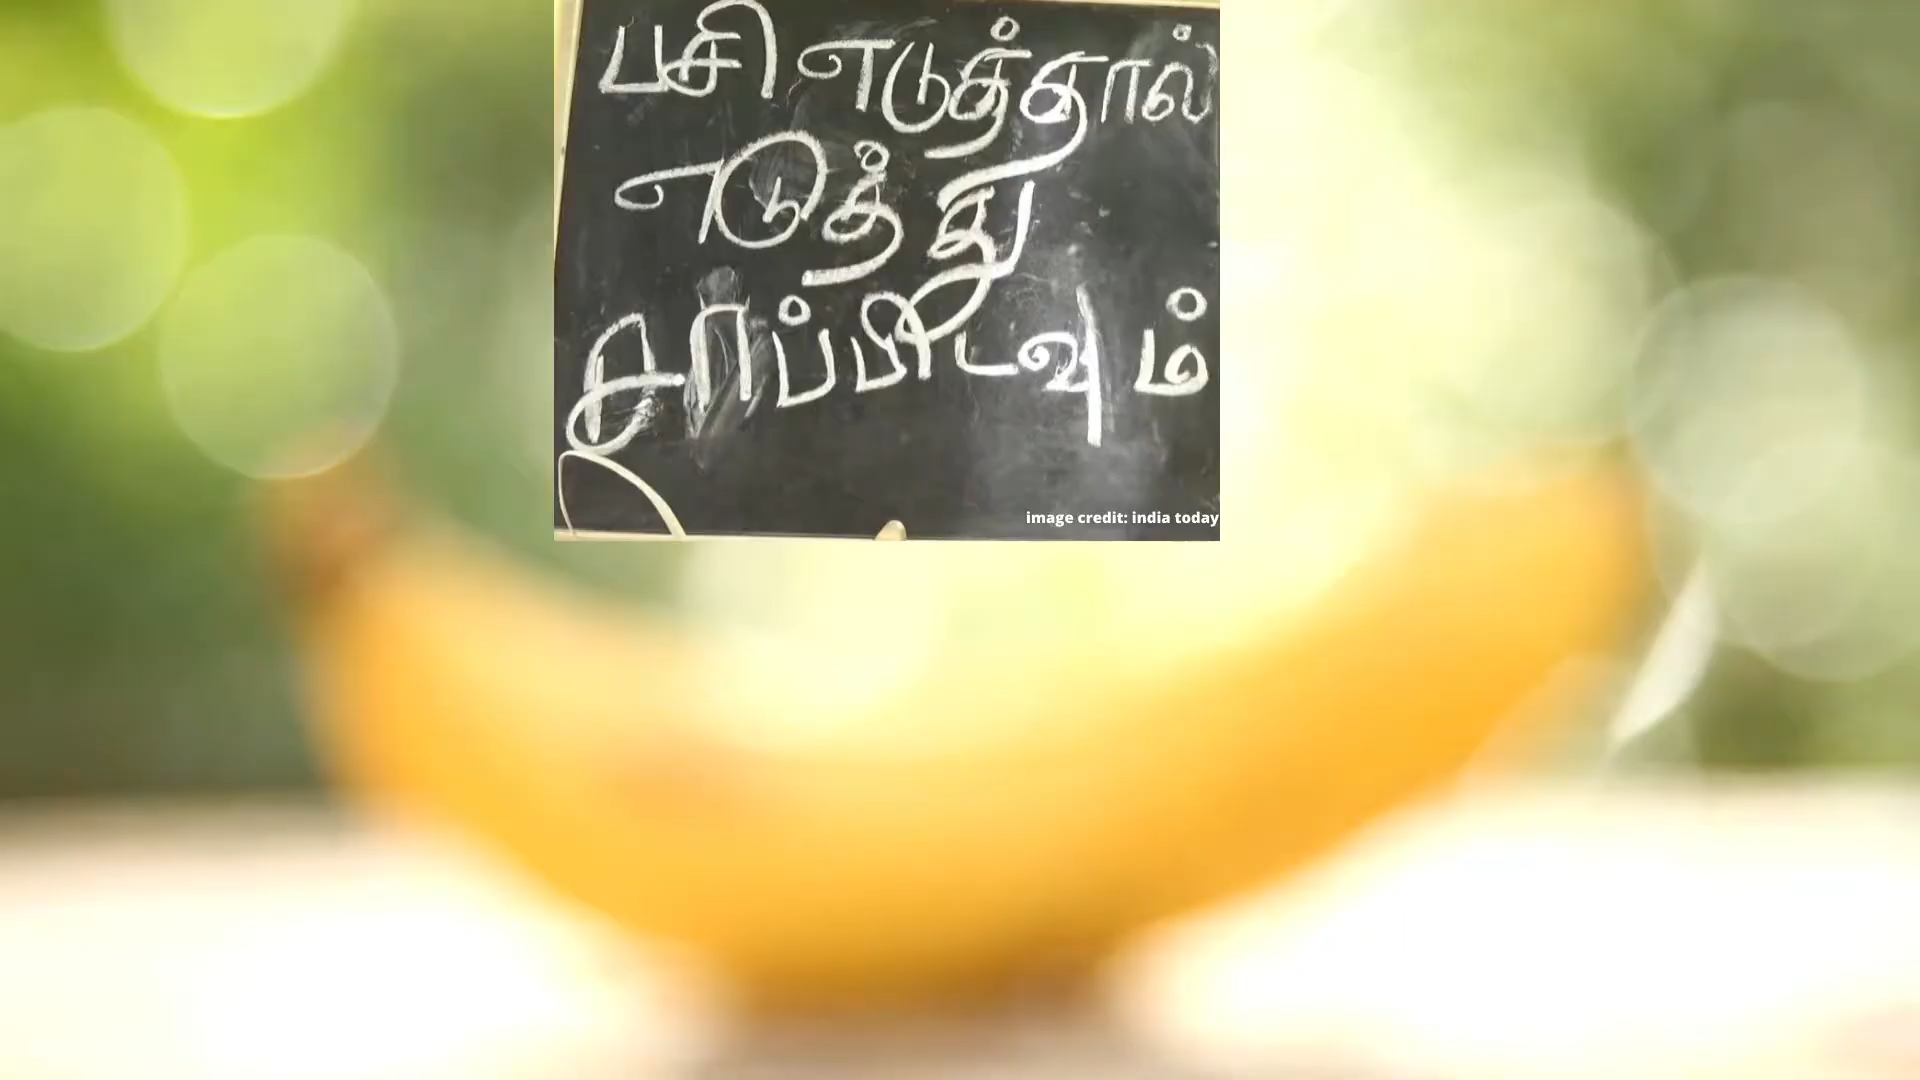 பசி எடுத்தால்
எடுத்து
சாப்பிடவும்
image credit: india today